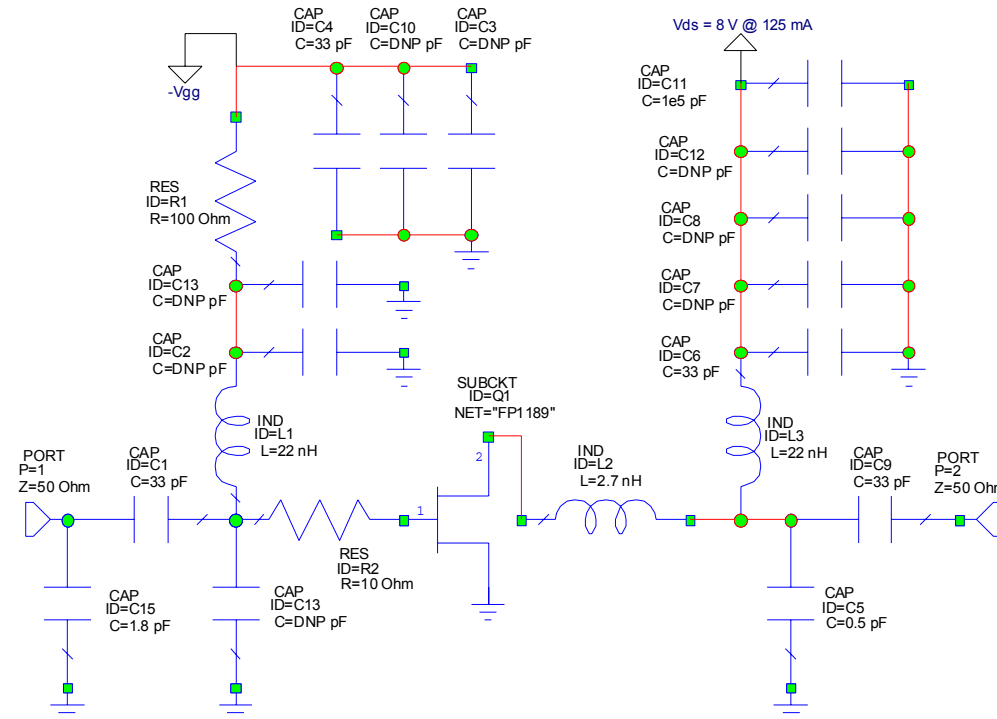 CAP
ID=C4
C=33 pF
CAP
ID=C10
C=DNP pF
CAP
ID=C3
C=DNP pF
Vds = 8 V @ 125 mA
-Vgg
CAP
ID=C11
C=1e5 pF
CAP
ID=C12
C=DNP pF
RES
ID=R1
R=100 Ohm
CAP
ID=C8
C=DNP pF
CAP
ID=C13
C=DNP pF
CAP
ID=C7
C=DNP pF
CAP
ID=C2
C=DNP pF
CAP
ID=C6
C=33 pF
SUBCKT
ID=Q1
NET="FP1189"
IND
ID=L1
L=22 nH
IND
ID=L3
L=22 nH
PORT
P=1
Z=50 Ohm
CAP
ID=C1
C=33 pF
2
IND
ID=L2
L=2.7 nH
CAP
ID=C9
C=33 pF
PORT
P=2
Z=50 Ohm
1
RES
ID=R2
R=10 Ohm
CAP
ID=C15
C=1.8 pF
CAP
ID=C13
C=DNP pF
CAP
ID=C5
C=0.5 pF